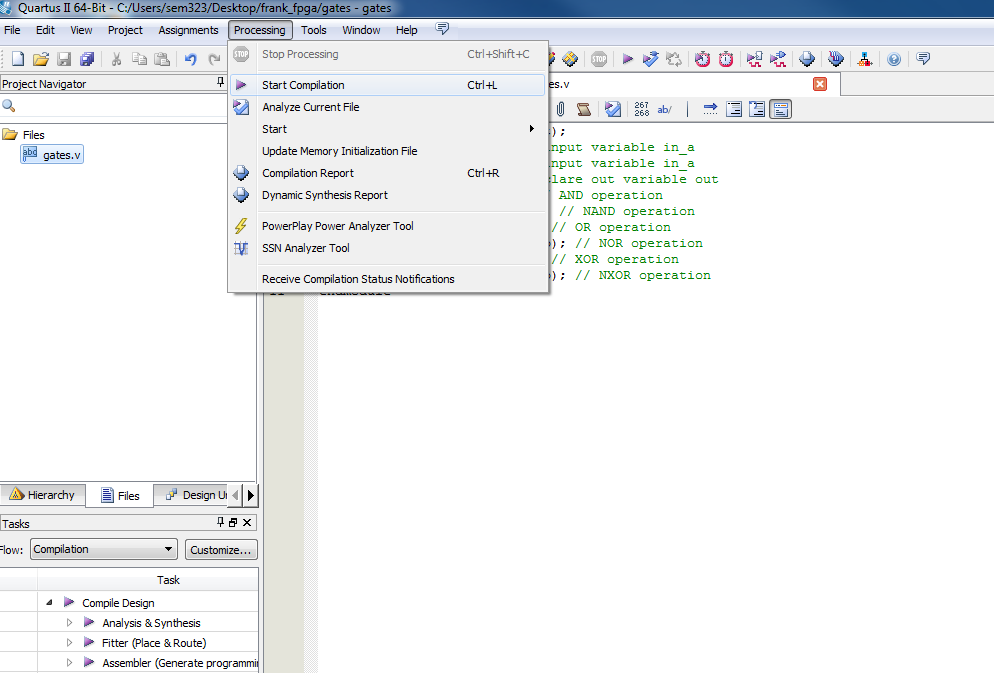 Quartus II 64-Bit - C:/Users/sem323/Desktop/frank_fpga/gates - gates
File Edit View Project Assignments Processing Tools Window Help
STOP Stop Processing Ctrl+Shift+C
STOP
Project Navigator
Start Compilation Ctrl+L
es.v
Analyze Current File
267
268 ab/
Start
Files
abc gates.v
Update Memory Initialization File
Compilation Report Ctrl+R
Dynamic Synthesis Report
PowerPlay Power Analyzer Tool
SSN Analyzer Tool
Receive Compilation Status Notifications
);
nput variable in_a
nput variable in_a
lare out variable out
AND operation
// NAND operation
// OR operation
); // NOR operation
// XOR operation
); // NXOR operation
Hierarchy Files Design Un
Tasks
Flow: Compilation Customize...
Task
Compile Design
Analysis & Synthesis
Fitter (Place & Route)
Assembler (Generate programmi